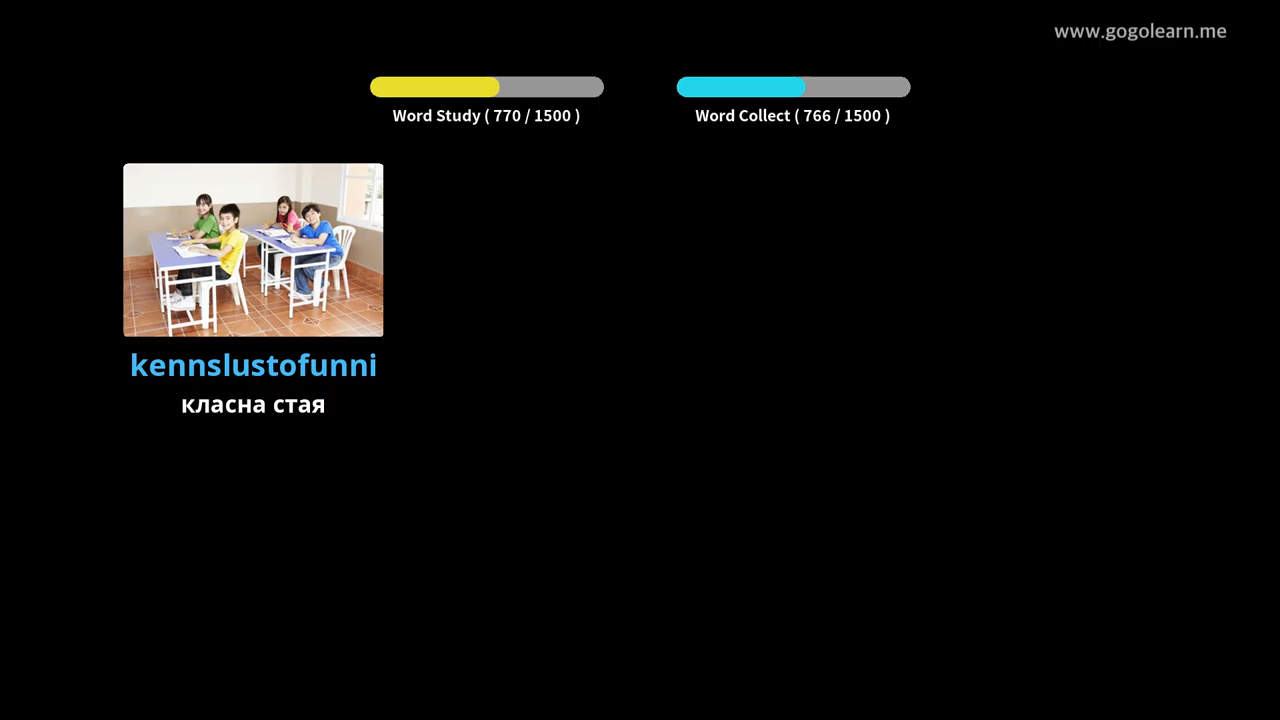 www.gogolearn.me
Word Study ( 770 / 1500 )
Word Collect ( 766 / 1500 )
kennslustofunni
класна стая